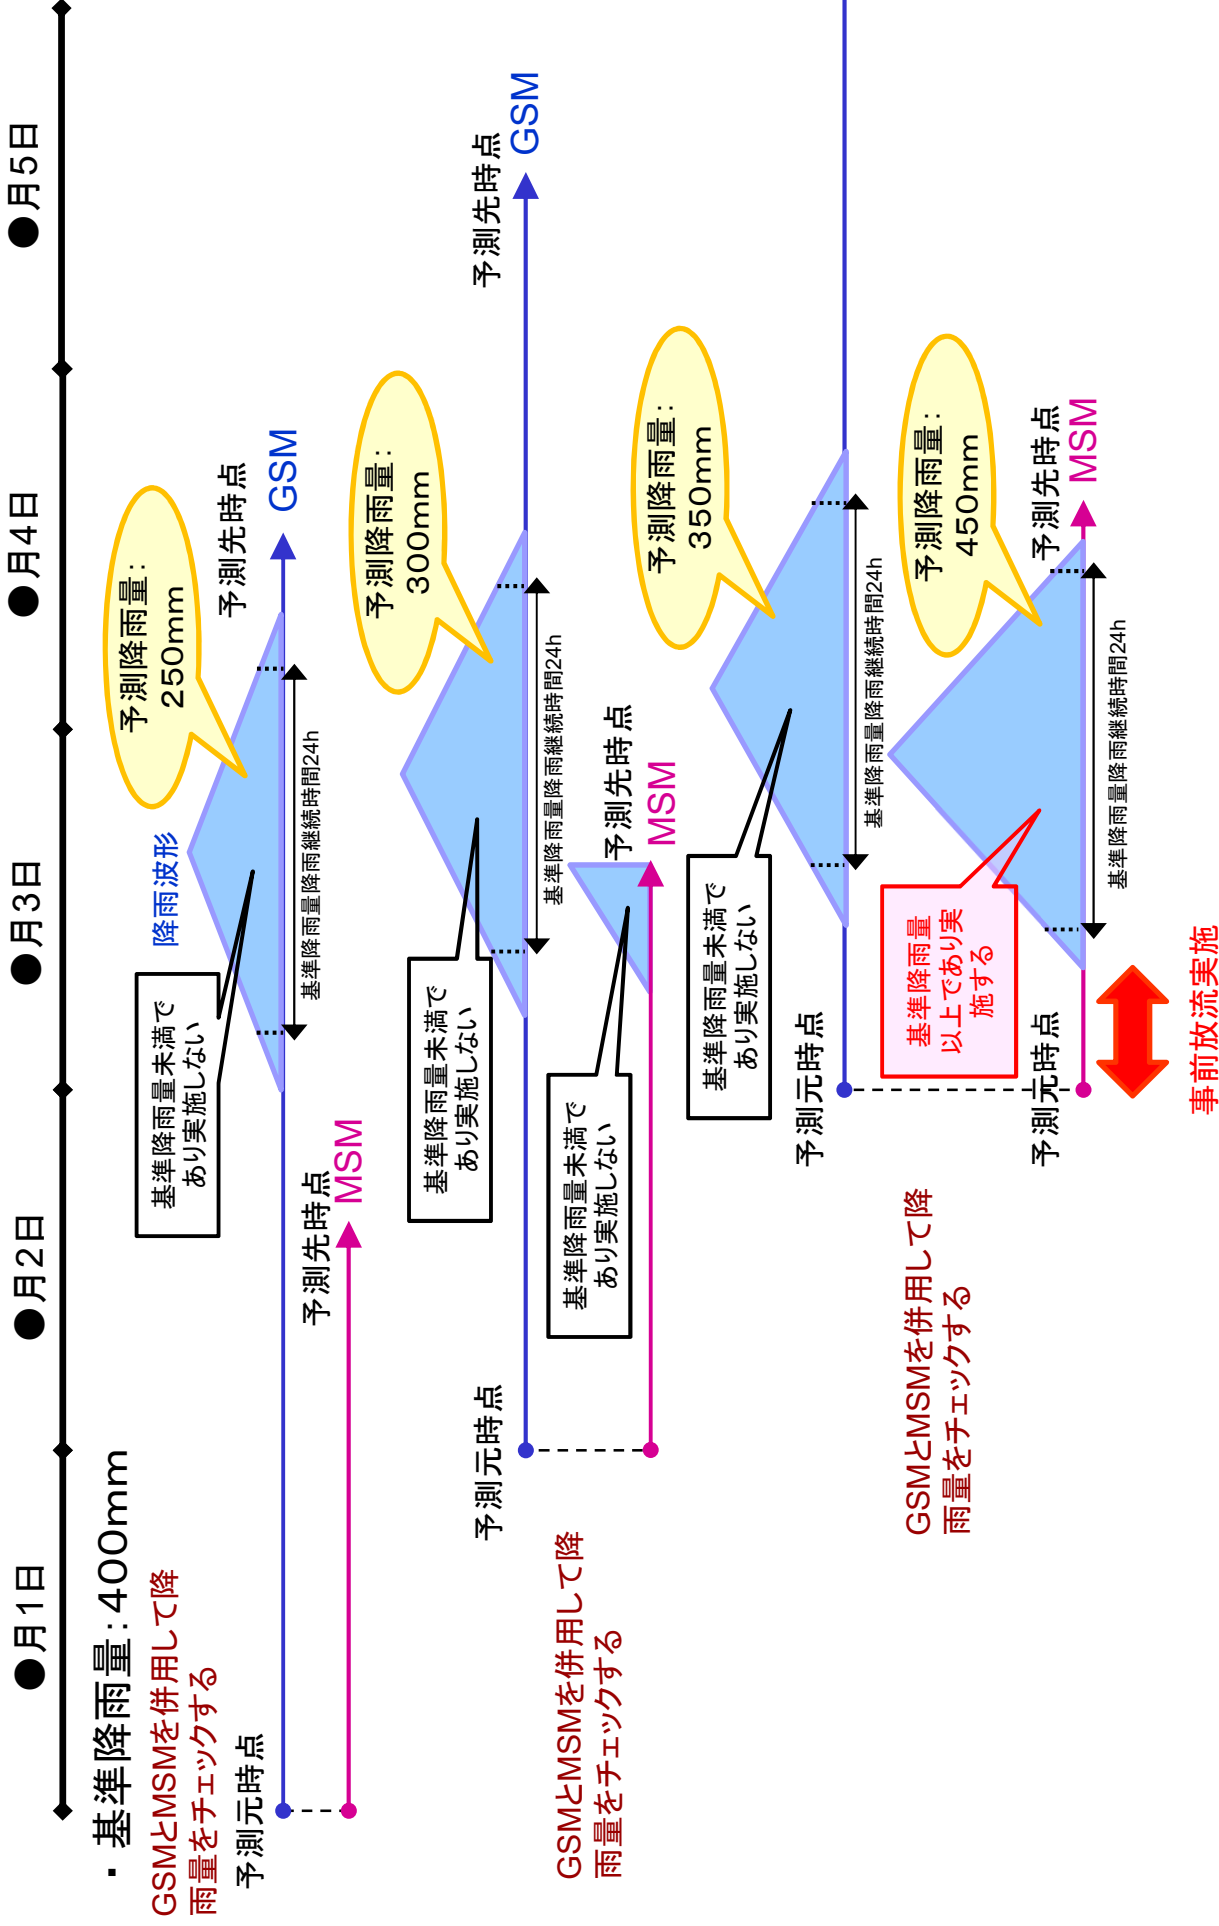 ●月1日
●月2日
●月3日
●月4日
●月5日
・基準降雨量：400mm
GSMとMSMを併用して降
雨量をチェックする
予測元時点
降雨波形
予測降雨量：
250mm
基準降雨量未満で
あり実施しない
基準降雨量降雨継続時間24h
予測先時点
GSM
予測先時点
MSM
予測元時点
予測降雨量：
300mm
基準降雨量未満で
あり実施しない
基準降雨量降雨継続時間24h
予測先時点
GSM
GSMとMSMを併用して降
雨量をチェックする
基準降雨量未満で
あり実施しない
予測先時点
MSM
予測降雨量：
350mm
基準降雨量未満で
あり実施しない
予測元時点
基準降雨量降雨継続時間24h
GSMとMSMを併用して降
雨量をチェックする
予測降雨量：
450mm
基準降雨量
以上であり実
施する
予測元時点
予測先時点
MSM
基準降雨量降雨継続時間24h
事前放流実施